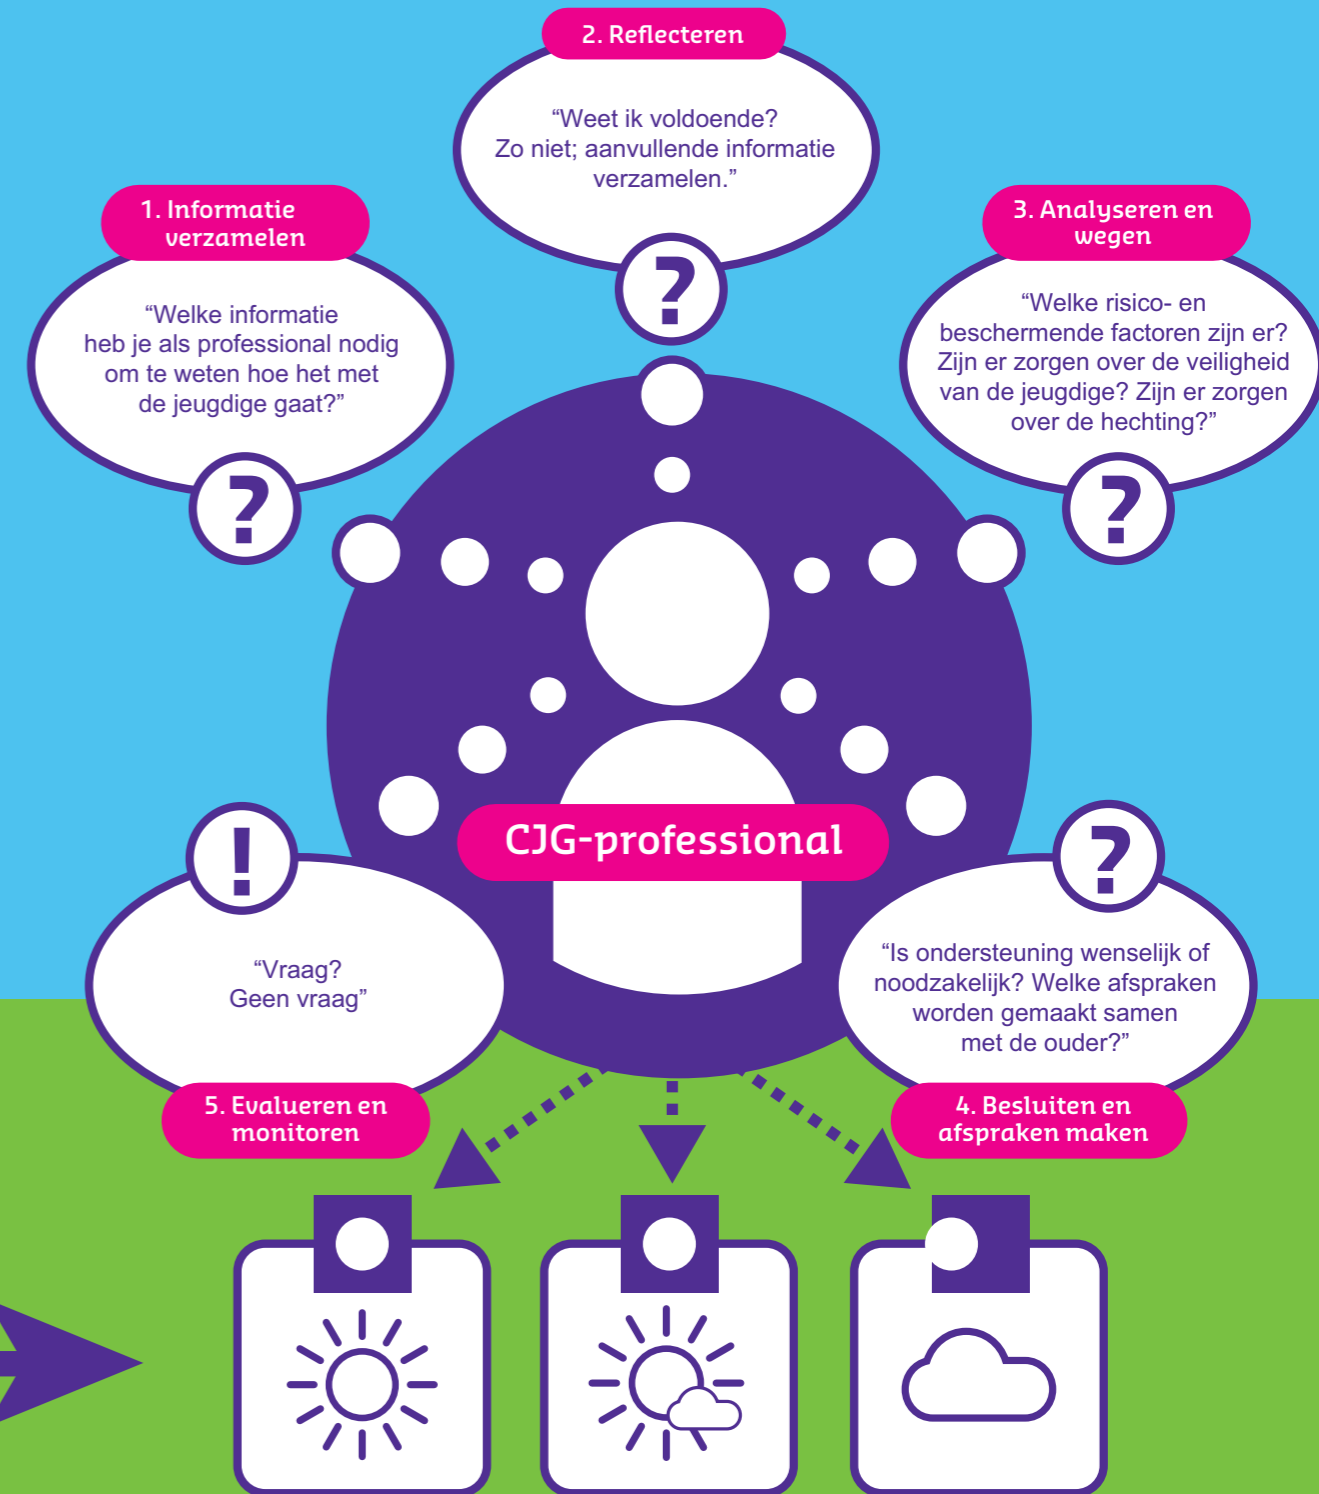 1. Informatie
verzamelen
“Welke informatie
heb je als professional nodig
om te weten hoe het met
de jeugdige gaat?”
?
2. Reflecteren
“Weet ik voldoende?
Zo niet; aanvullende informatie
verzamelen.”
?
3. Analyseren en
wegen
“Welke risico- en
beschermende factoren zijn er?
Zijn er zorgen over de veiligheid
van de jeugdige? Zijn er zorgen
over de hechting?”
?
CJG-professional
?
“Is ondersteuning wenselijk of
noodzakelijk? Welke afspraken
worden gemaakt samen
met de ouder?”
4. Besluiten en
afspraken maken
!
“Vraag?
Geen vraag”
5. Evalueren en
monitoren